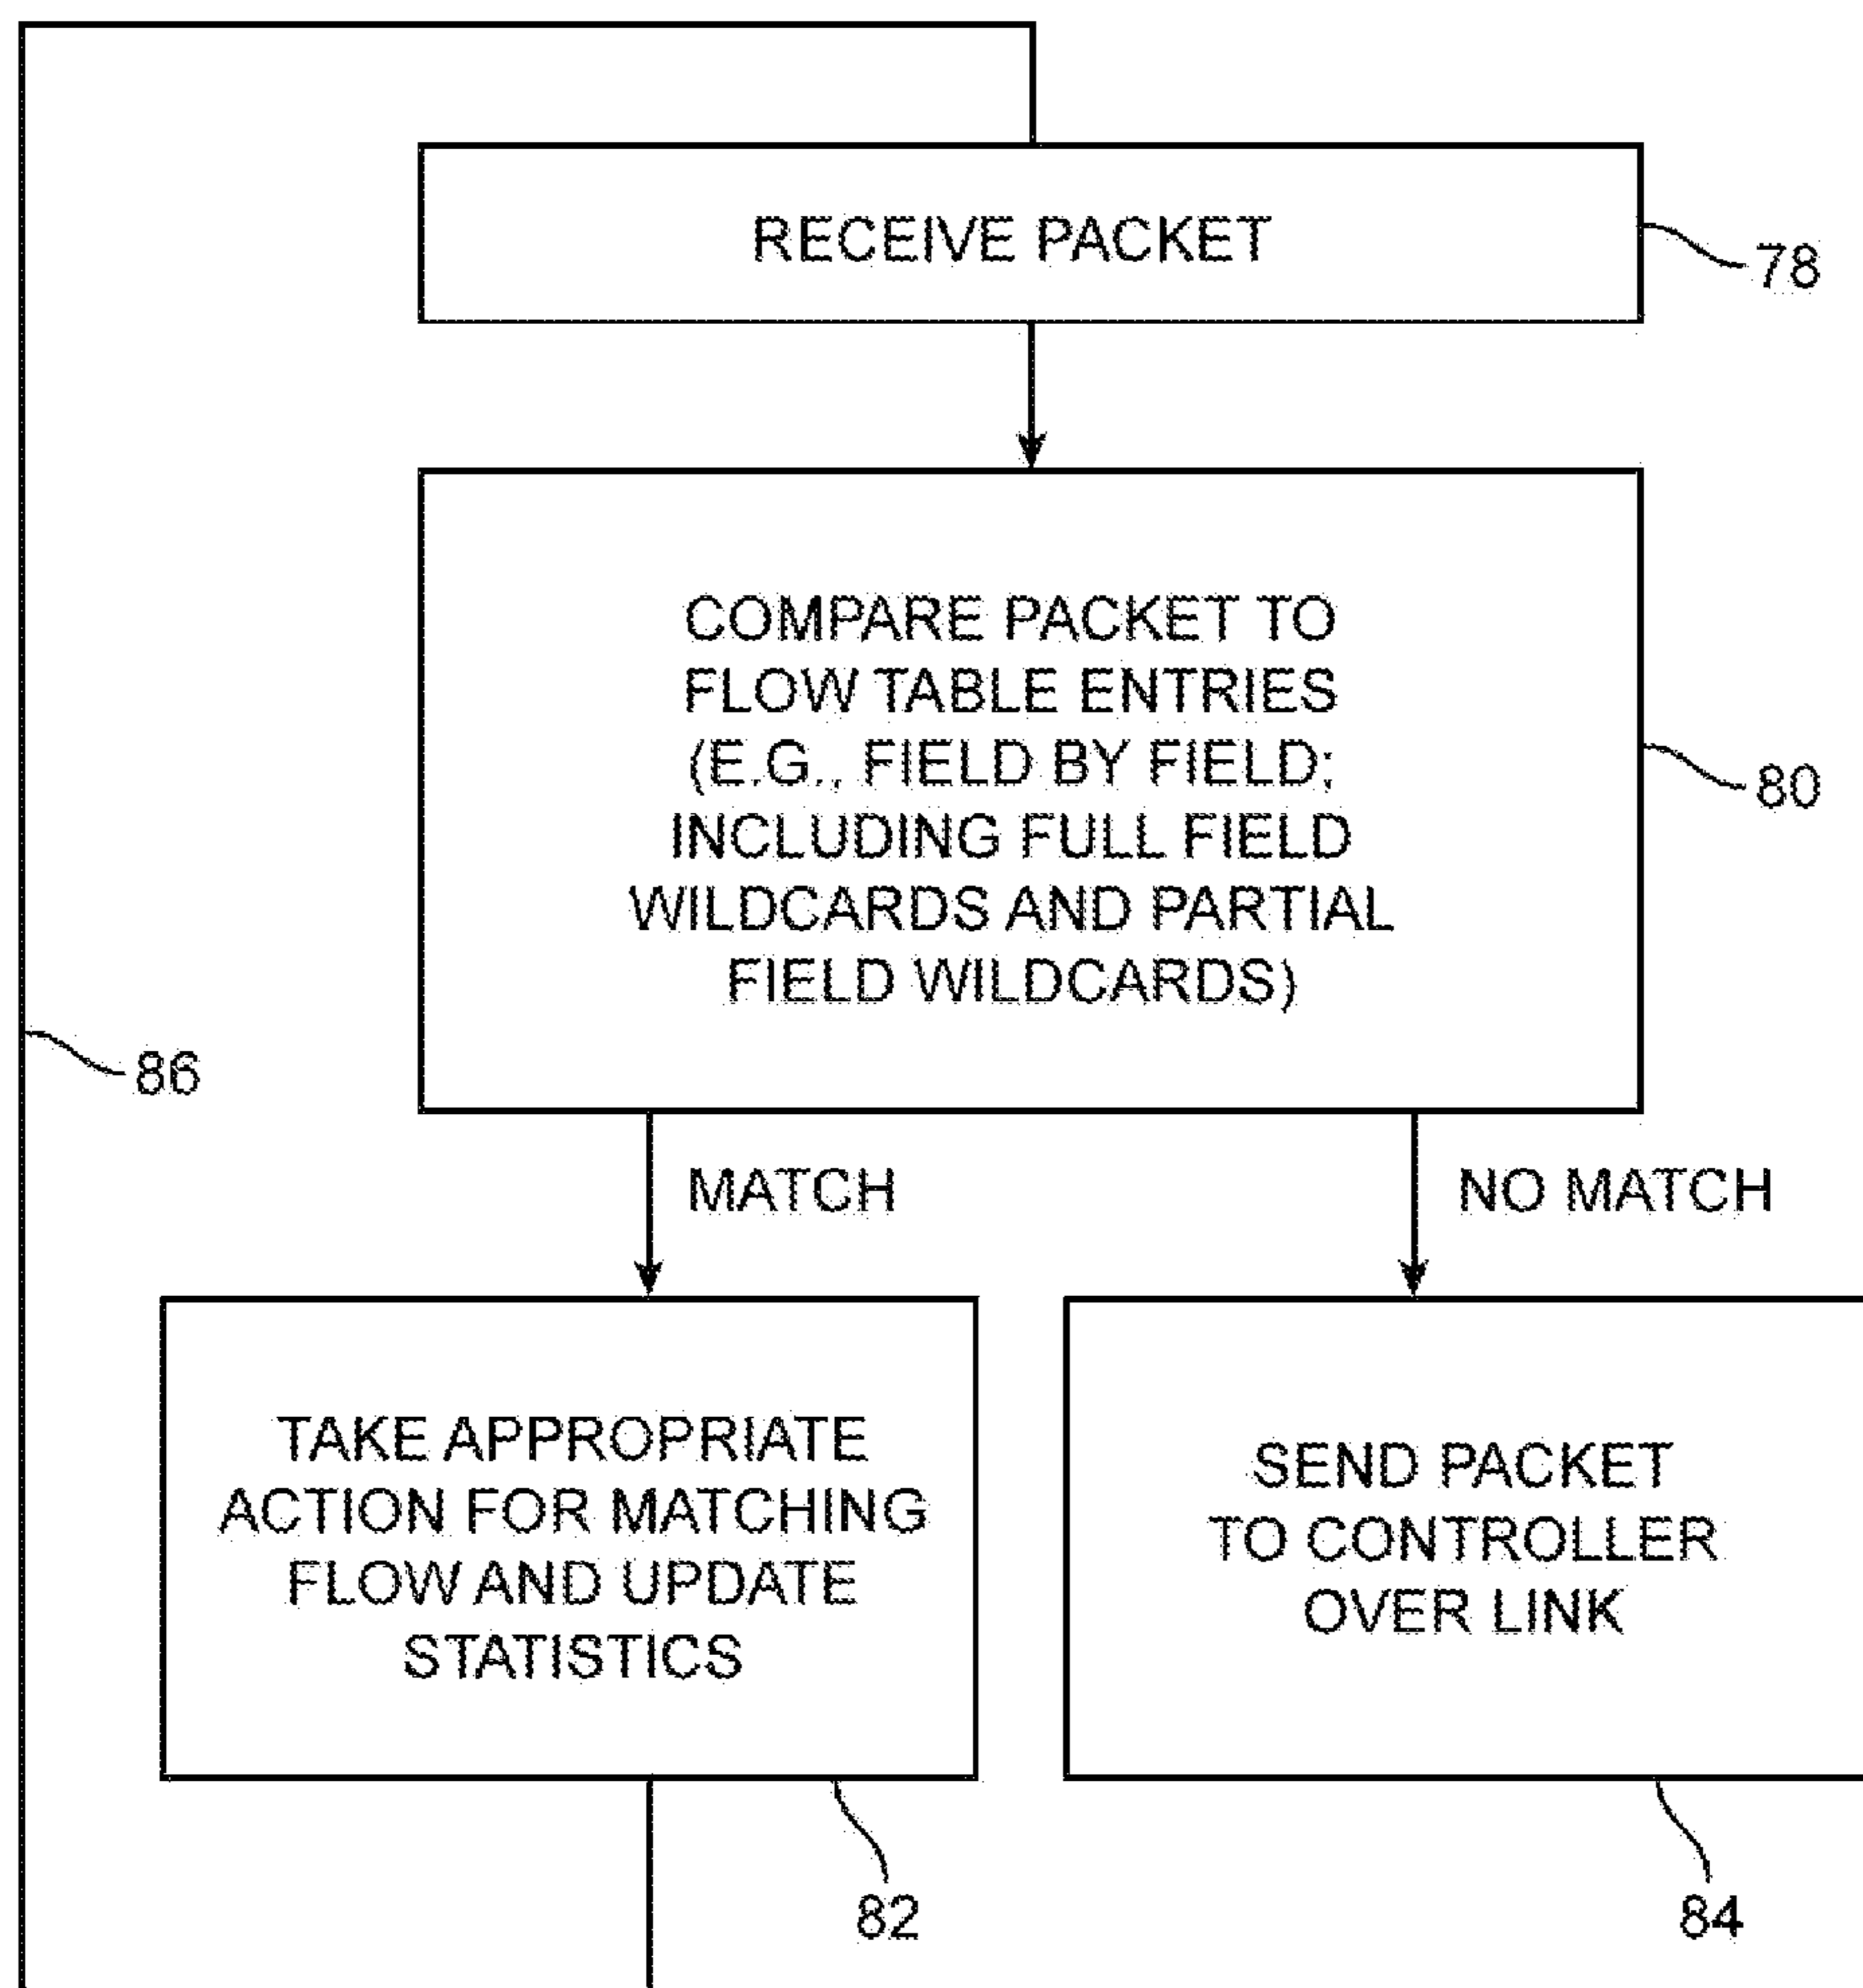 RECEIVE PACKET
78
COMPARE PACKET TO
FLOW TABLE ENTRIES
(E.G., FIELD BY FIELD;
INCLUDING FULL FIELD
WILDCARDS AND PARTIAL
FIELD WILDCARDS)
80
86
MATCH
NO MATCH
TAKE APPROPRIATE
ACTION FOR MATCHING
FLOW AND UPDATE
STATISTICS
SEND PACKET
TO CONTROLLER
OVER LINK
82
84